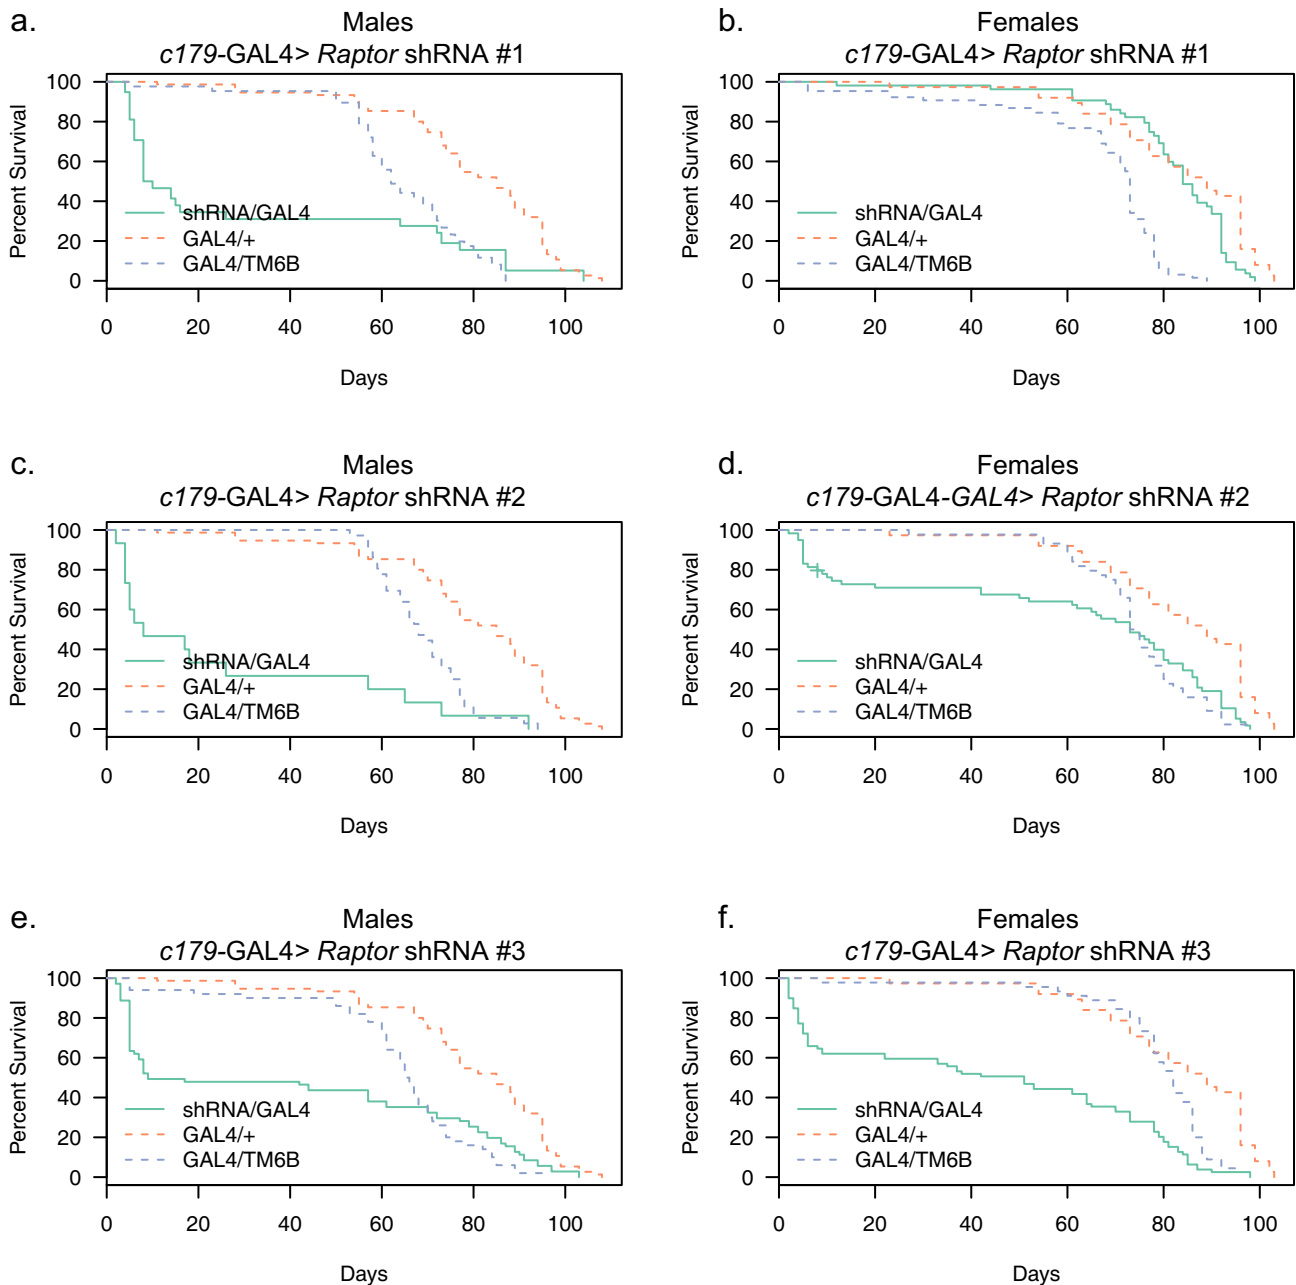 a.
Males
c179-GAL4> Raptor shRNA #1
Percent Survival
100
80
60
40
20
0
shRNA/GAL4
GAL4/+
GAL4/TM6B
0 20 40 60 80 100
Days
b.
Females
c179-GAL4> Raptor shRNA #1
Percent Survival
100
80
60
40
20
0
shRNA/GAL4
GAL4/+
GAL4/TM6B
0 20 40 60 80 100
Days
c.
Males
c179-GAL4> Raptor shRNA #2
Percent Survival
100
80
60
40
20
0
shRNA/GAL4
GAL4/+
GAL4/TM6B
0 20 40 60 80 100
Days
d.
Females
c179-GAL4-GAL4> Raptor shRNA #2
Percent Survival
100
80
60
40
20
0
shRNA/GAL4
GAL4/+
GAL4/TM6B
0 20 40 60 80 100
Days
e.
Males
c179-GAL4> Raptor shRNA #3
Percent Survival
100
80
60
40
20
0
shRNA/GAL4
GAL4/+
GAL4/TM6B
0 20 40 60 80 100
Days
f.
Females
c179-GAL4> Raptor shRNA #3
Percent Survival
100
80
60
40
20
0
shRNA/GAL4
GAL4/+
GAL4/TM6B
0 20 40 60 80 100
Days